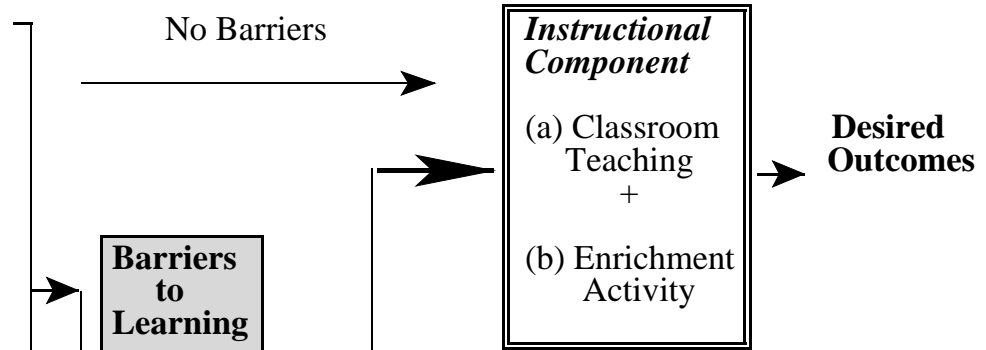 No Barriers
Instructional
Component
(a) Classroom
Teaching
+
(b) Enrichment
Activity
Desired
Outcomes
Barriers
to
Learning